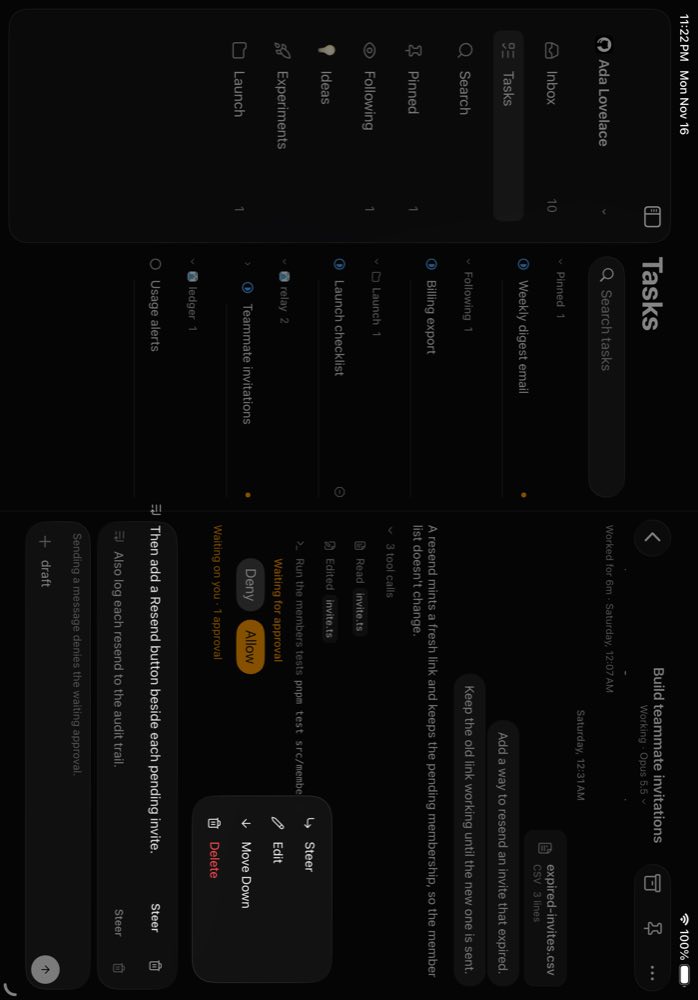 11:22 PM Mon Nov 16
100%
Ada Lovelace
Inbox 10
Tasks
Search
Pinned 1
Following 1
Ideas
Experiments
Launch 1
Tasks
Search tasks
Pinned 1
Weekly digest email
Following 1
Billing export
Launch 1
Launch checklist
relay 2
Teammate invitations
ledger 1
Usage alerts
Build teammate invitations
Working · Opus 5.5
Worked for 6m · Saturday, 12:07 AM
Saturday, 12:31 AM
expired-invites.csv
CSV 3 lines
Add a way to resend an invite that expired.
Keep the old link working until the new one is sent.
A resend mints a fresh link and keeps the pending membership, so the member
list doesn't change.
3 tool calls
Read invite.ts
Edited invite.ts
Run the members tests pnpm test src/membe
Waiting for approval
Deny Allow
Waiting on you · 1 approval
Steer
Edit
Move Down
Delete
Then add a Resend button beside each pending invite. Steer
Also log each resend to the audit trail. Steer
Sending a message denies the waiting approval.
draft